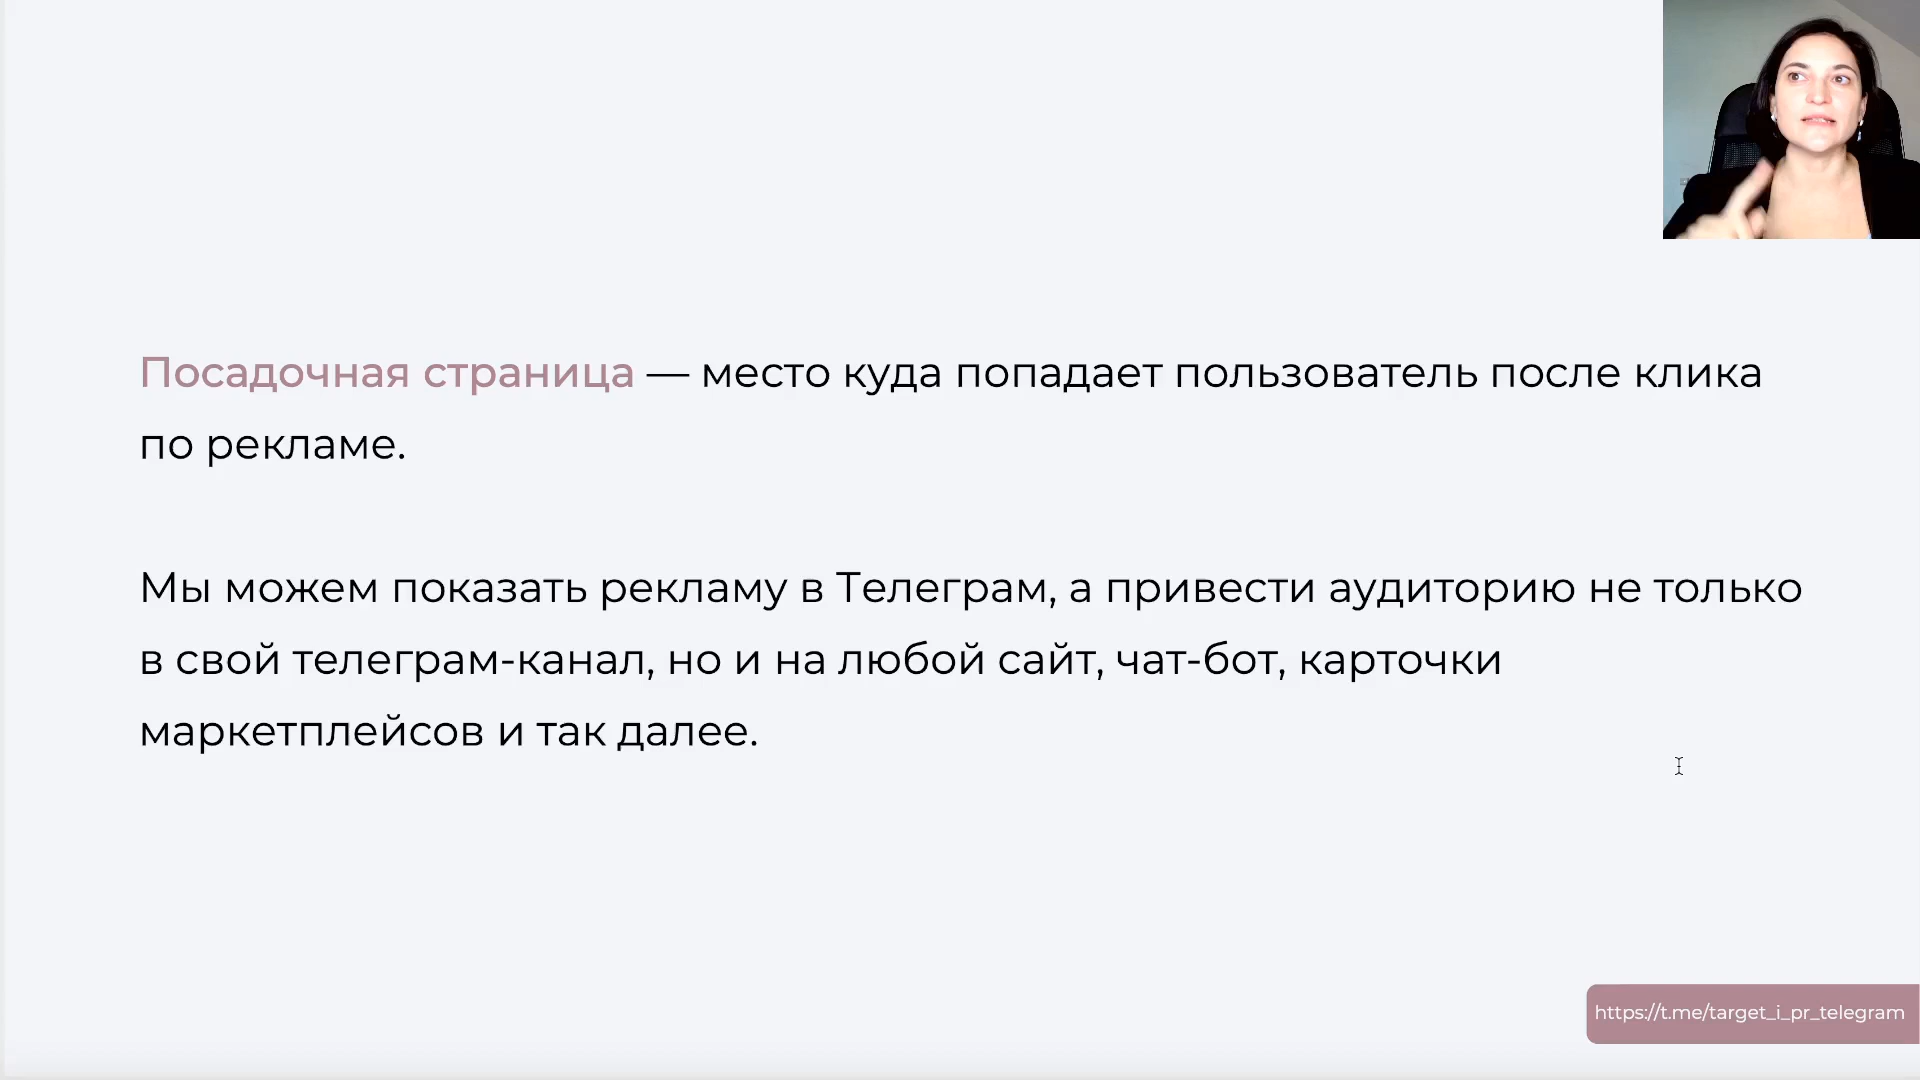 Посадочная страница — место куда попадает пользователь после клика
по рекламе.
Мы можем показать рекламу в Телеграм, а привести аудиторию не только
в свой телеграм-канал, но и на любой сайт, чат-бот, карточки
маркетплейсов и так далее.
https://t.me/target_i_pr_telegram